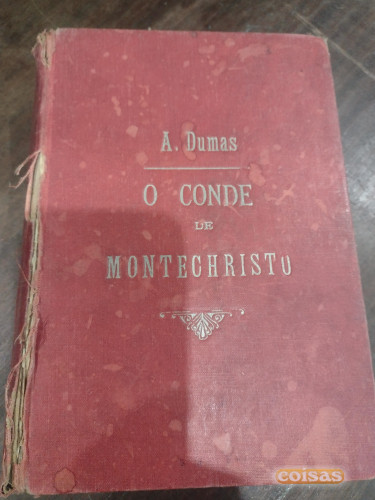 A. Dumas
O CONDE
DE
MONTECHRISTO
coisas